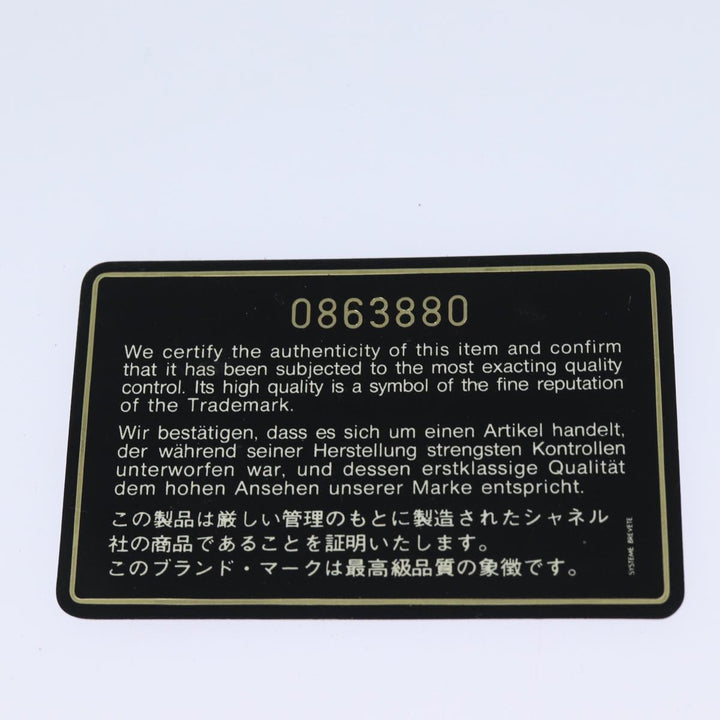 0863880
We certify the authenticity of this item and confirm
that it has been subjected to the most exacting quality
control. Its high quality is a symbol of the fine reputation
of the Trademark.
Wir bestätigen, dass es sich um einen Artikel handelt,
der während seiner Herstellung strengsten Kontrollen
unterworfen war, und dessen erstklassige Qualität
dem hohen Ansehen unserer Marke entspricht.
この製品は厳しい管理のもとに製造されたシャネル
社の商品であることを証明いたします。
このブランド・マークは最高級品質の象徴です。
SYSTEME BREVETE